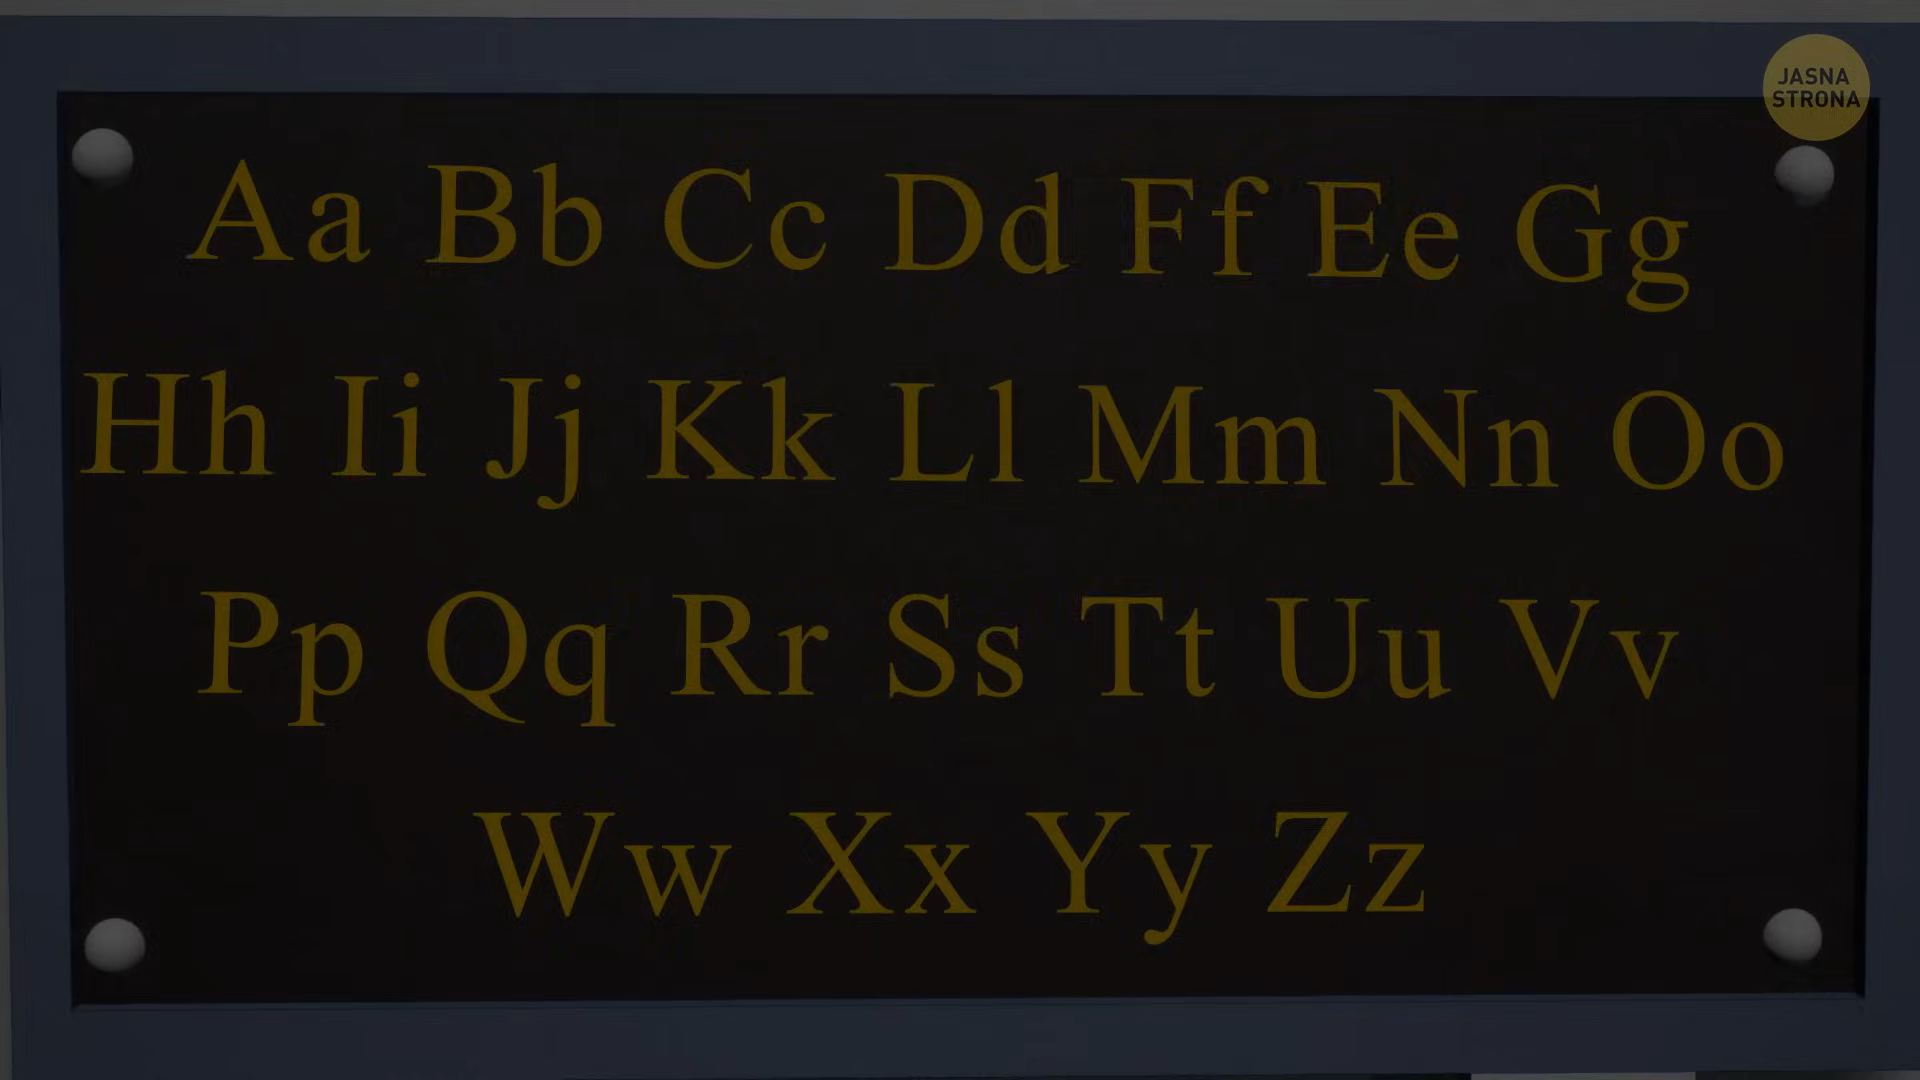 JASNA
STRONA
Aa Bb Cc Dd Ff Ee Gg
Hh Ii Jj Kk Ll Mm Nn Oo
Pp Qq Rr Ss Tt Uu Vv
Ww Xx Yy Zz